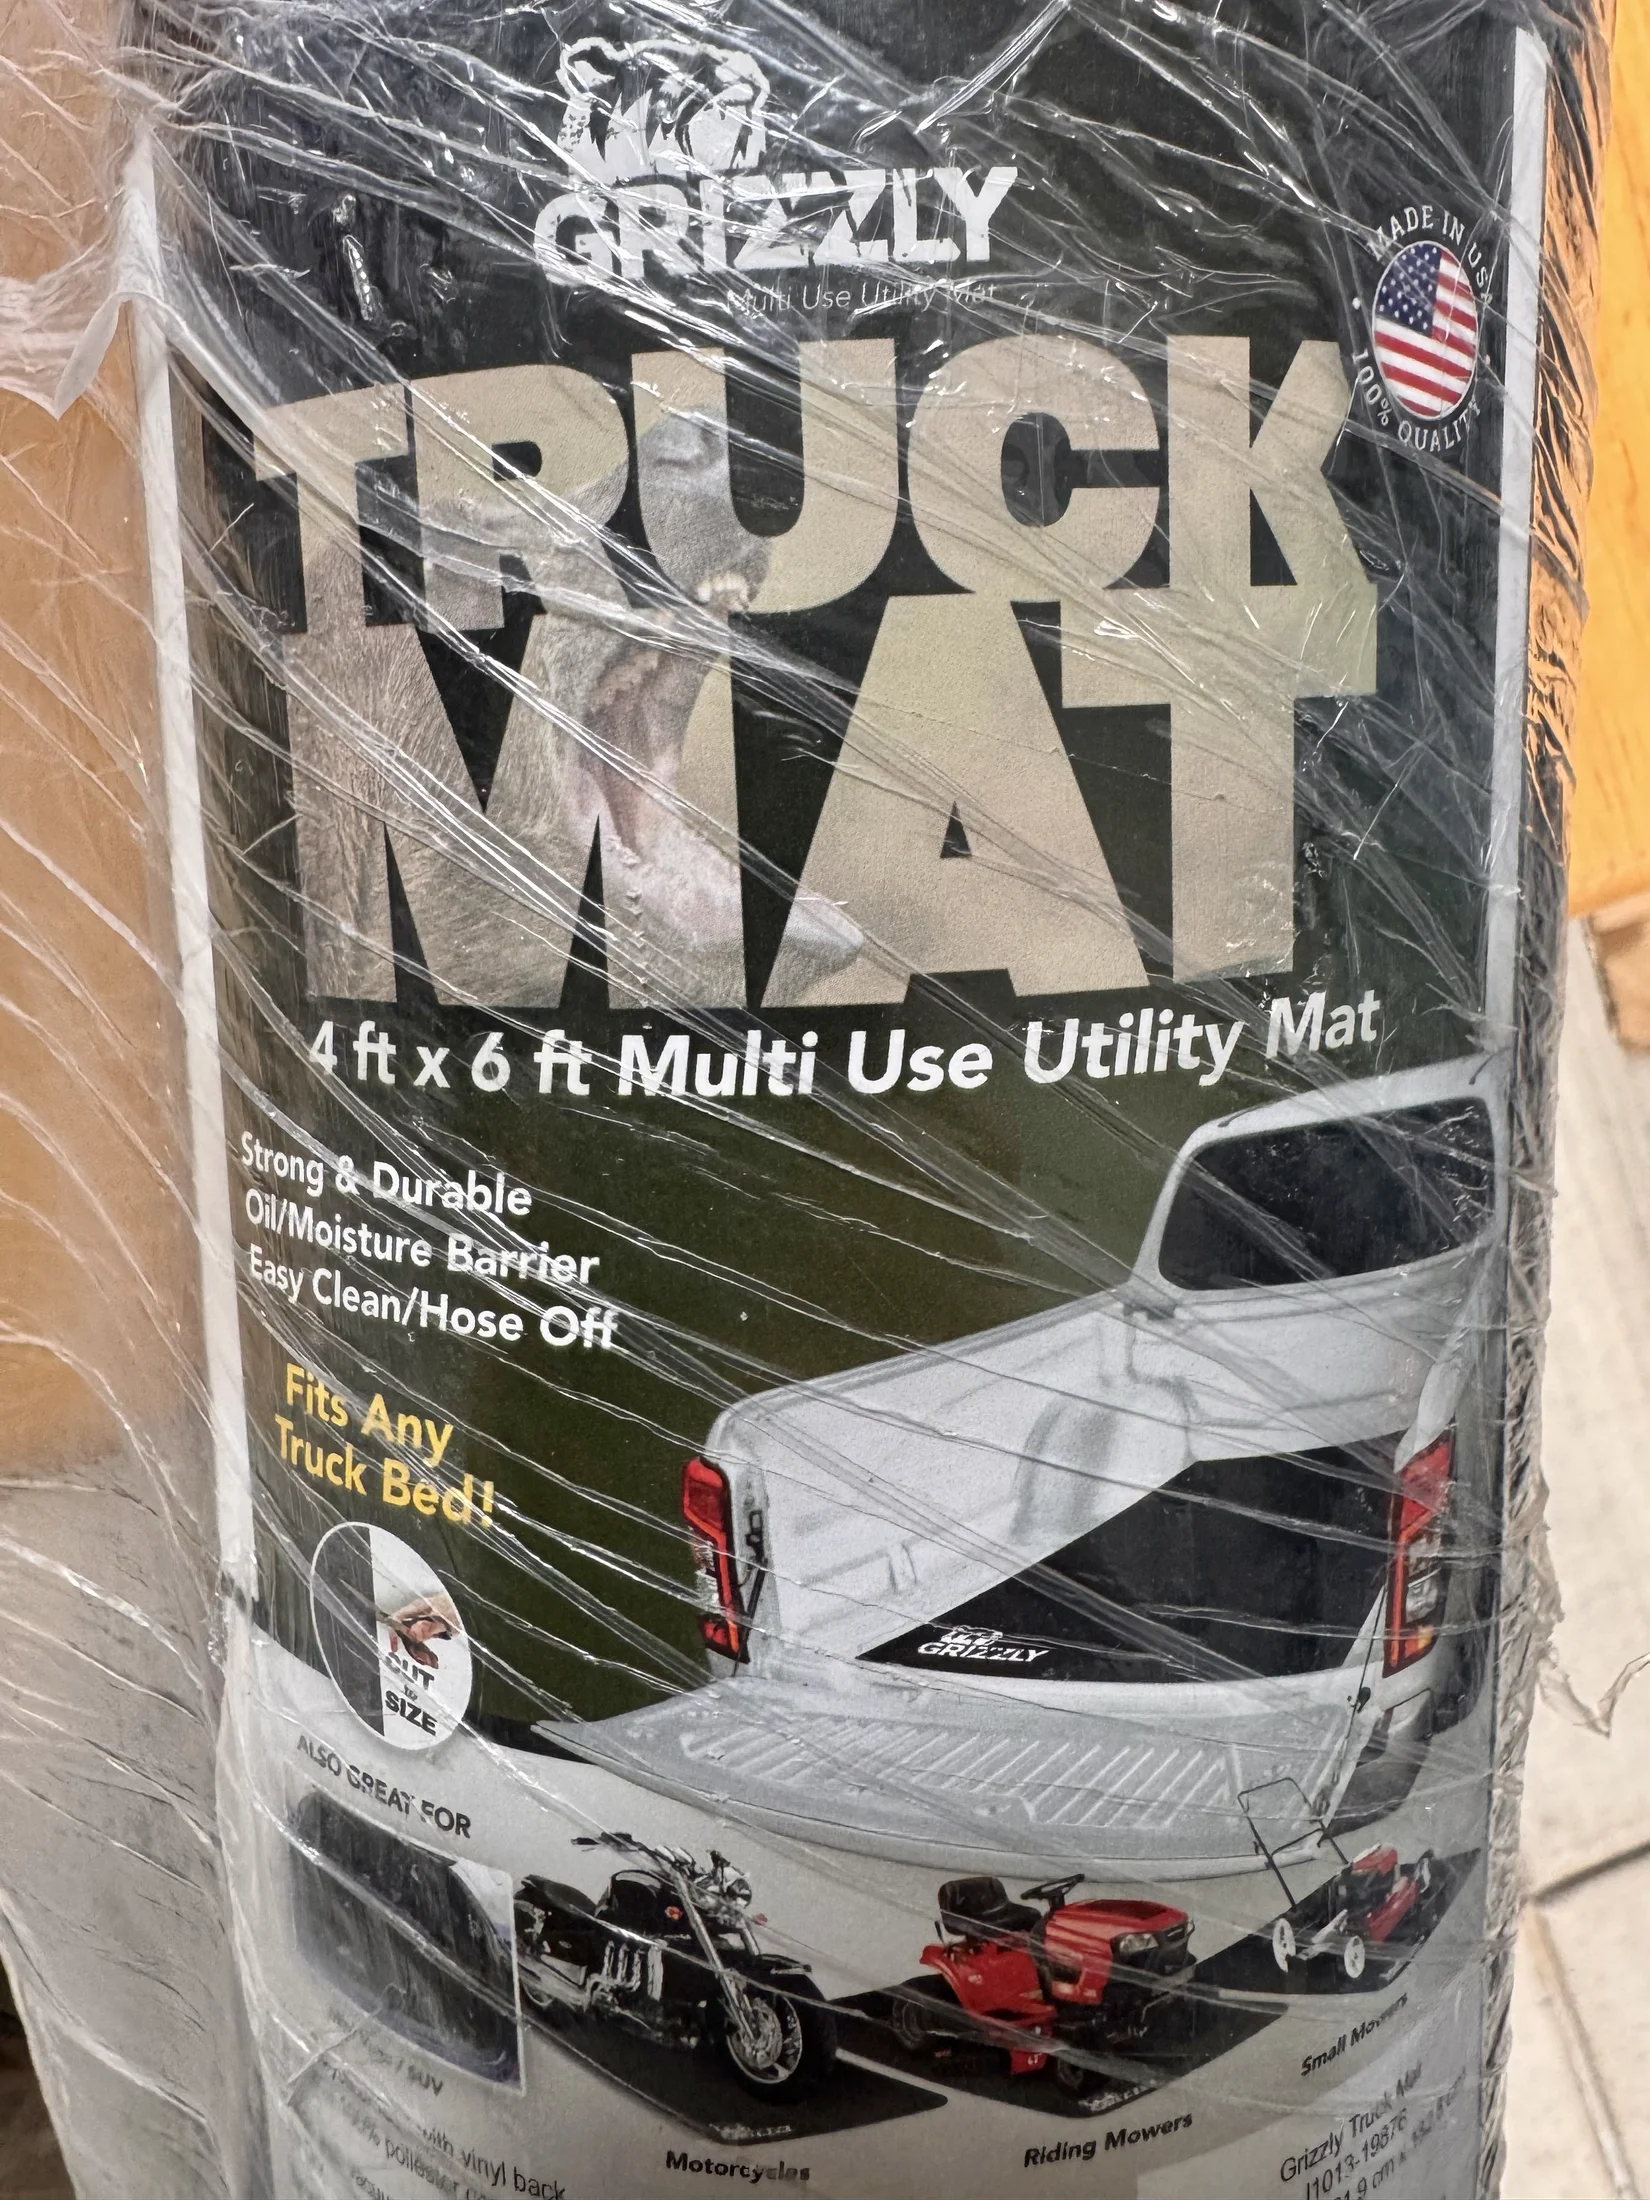 GRIZZLY
Multi Use Utility Mat
MADE IN USA
100% QUALITY
TRUCK
MAT
4 ft x 6 ft Multi Use Utility Mat
Strong & Durable
Oil/Moisture Barrier
Easy Clean/Hose Off
Fits Any
Truck Bed!
CUT
to
SIZE
GRIZZLY
ALSO GREAT FOR
SUV
Motorcycles
Riding Mowers
Small Mowers
with vinyl back
Grizzly Truck Mat